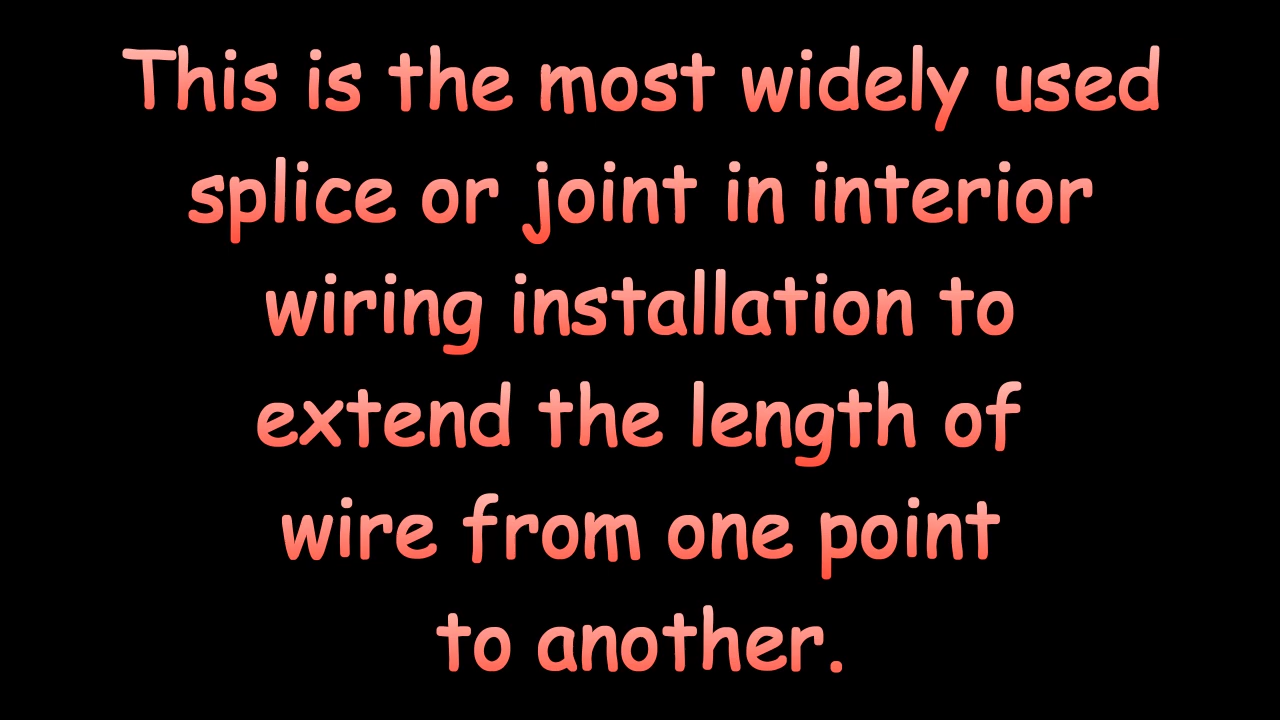 This is the most widely used
splice or joint in interior
wiring installation to
extend the length of
wire from one point
to another.